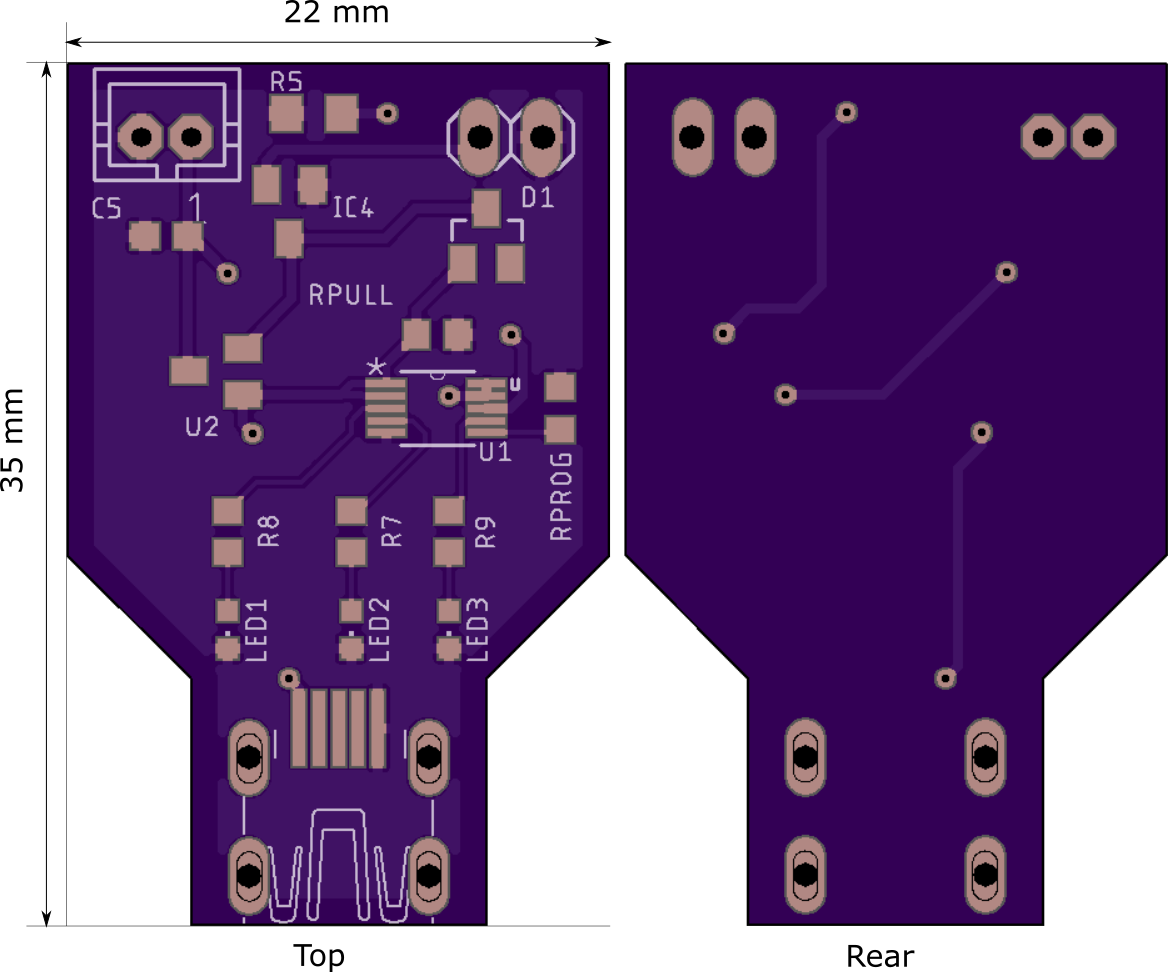 22 mm
R5
C5
1
IC4
D1
RPULL
35 mm
*
U2
U1
RPROG
R8
R7
R9
LED1
LED2
LED3
Top
Rear